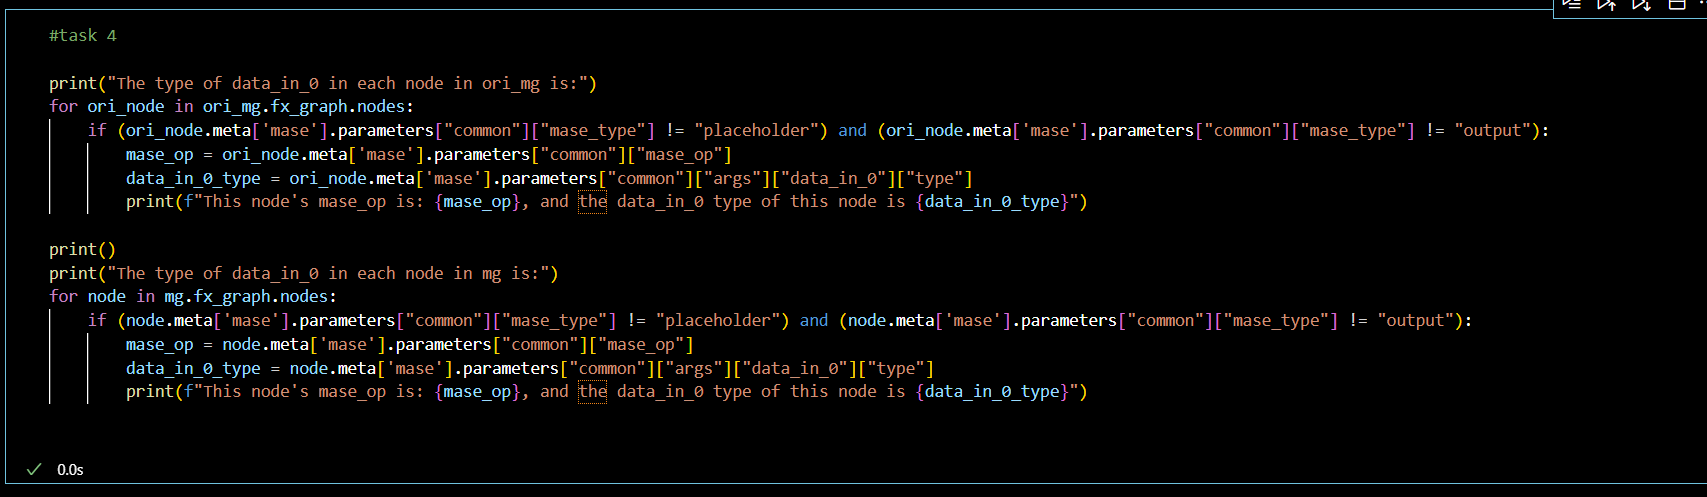 #task 4
print("The type of data_in_0 in each node in ori_mg is:")
for ori_node in ori_mg.fx_graph.nodes:
if (ori_node.meta['mase'].parameters["common"]["mase_type"] != "placeholder") and (ori_node.meta['mase'].parameters["common"]["mase_type"] != "output"):
mase_op = ori_node.meta['mase'].parameters["common"]["mase_op"]
data_in_0_type = ori_node.meta['mase'].parameters["common"]["args"]["data_in_0"]["type"]
print(f"This node's mase_op is: {mase_op}, and the data_in_0 type of this node is {data_in_0_type}")
print()
print("The type of data_in_0 in each node in mg is:")
for node in mg.fx_graph.nodes:
if (node.meta['mase'].parameters["common"]["mase_type"] != "placeholder") and (node.meta['mase'].parameters["common"]["mase_type"] != "output"):
mase_op = node.meta['mase'].parameters["common"]["mase_op"]
data_in_0_type = node.meta['mase'].parameters["common"]["args"]["data_in_0"]["type"]
print(f"This node's mase_op is: {mase_op}, and the data_in_0 type of this node is {data_in_0_type}")
0.0s